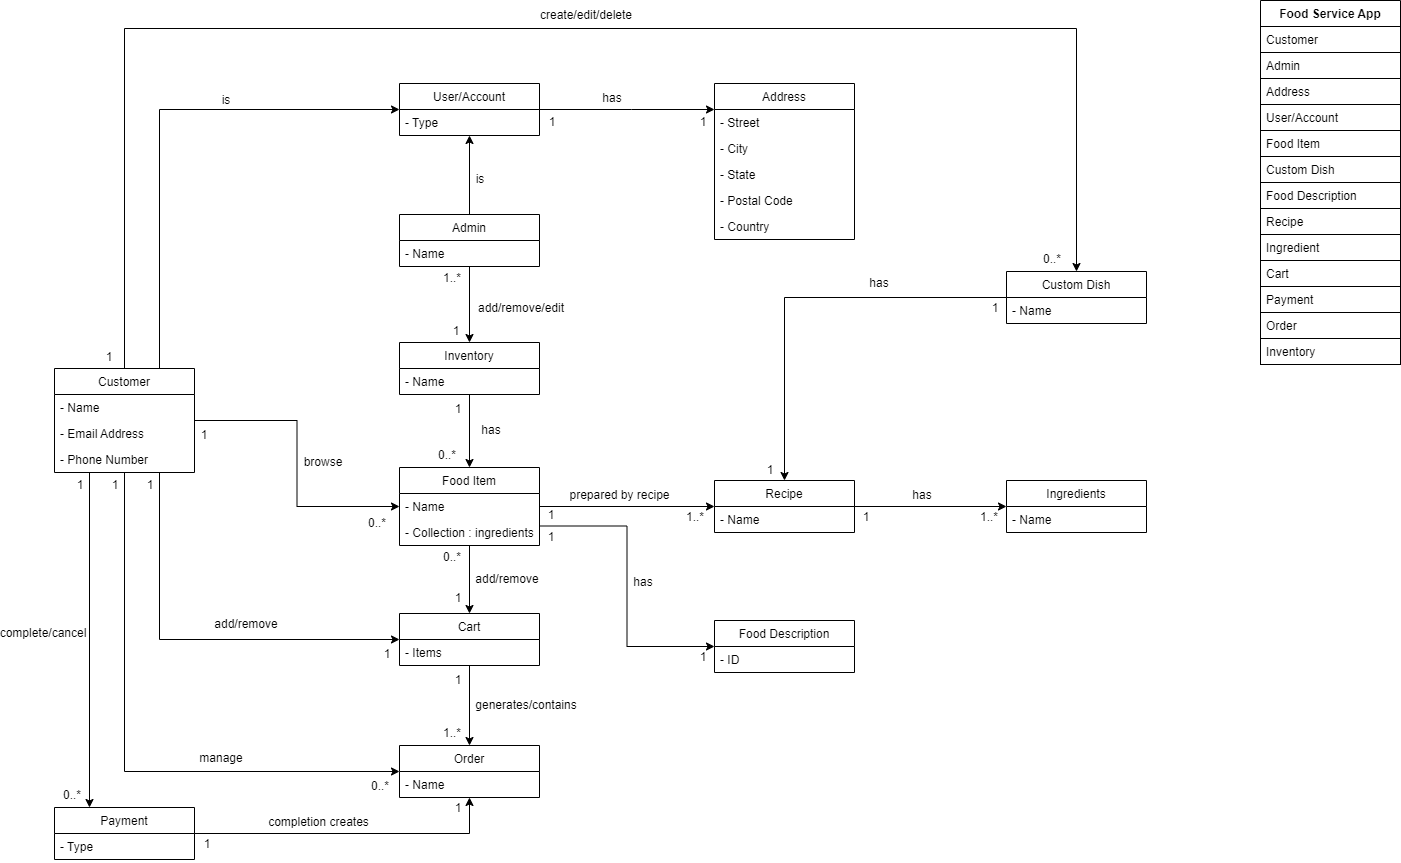 create/edit/delete
Food Service App
Customer
Admin
Address
User/Account
Food Item
Custom Dish
Food Description
Recipe
Ingredient
Cart
Payment
Order
Inventory
is
User/Account
- Type
has
1
1
Address
- Street
- City
- State
- Postal Code
- Country
is
Admin
- Name
1..*
add/remove/edit
1
Inventory
- Name
1
has
0..*
0..*
Custom Dish
- Name
1
has
1
1
Customer
- Name
- Email Address
- Phone Number
1
browse
0..*
1
1
1
Food Item
- Name
- Collection : ingredients
prepared by recipe
1
1..*
1
Recipe
- Name
has
1
1..*
Ingredients
- Name
has
1
Food Description
- ID
0..*
add/remove
1
complete/cancel
add/remove
1
Cart
- Items
1
generates/contains
1..*
manage
0..*
Order
- Name
1
0..*
Payment
- Type
1
completion creates